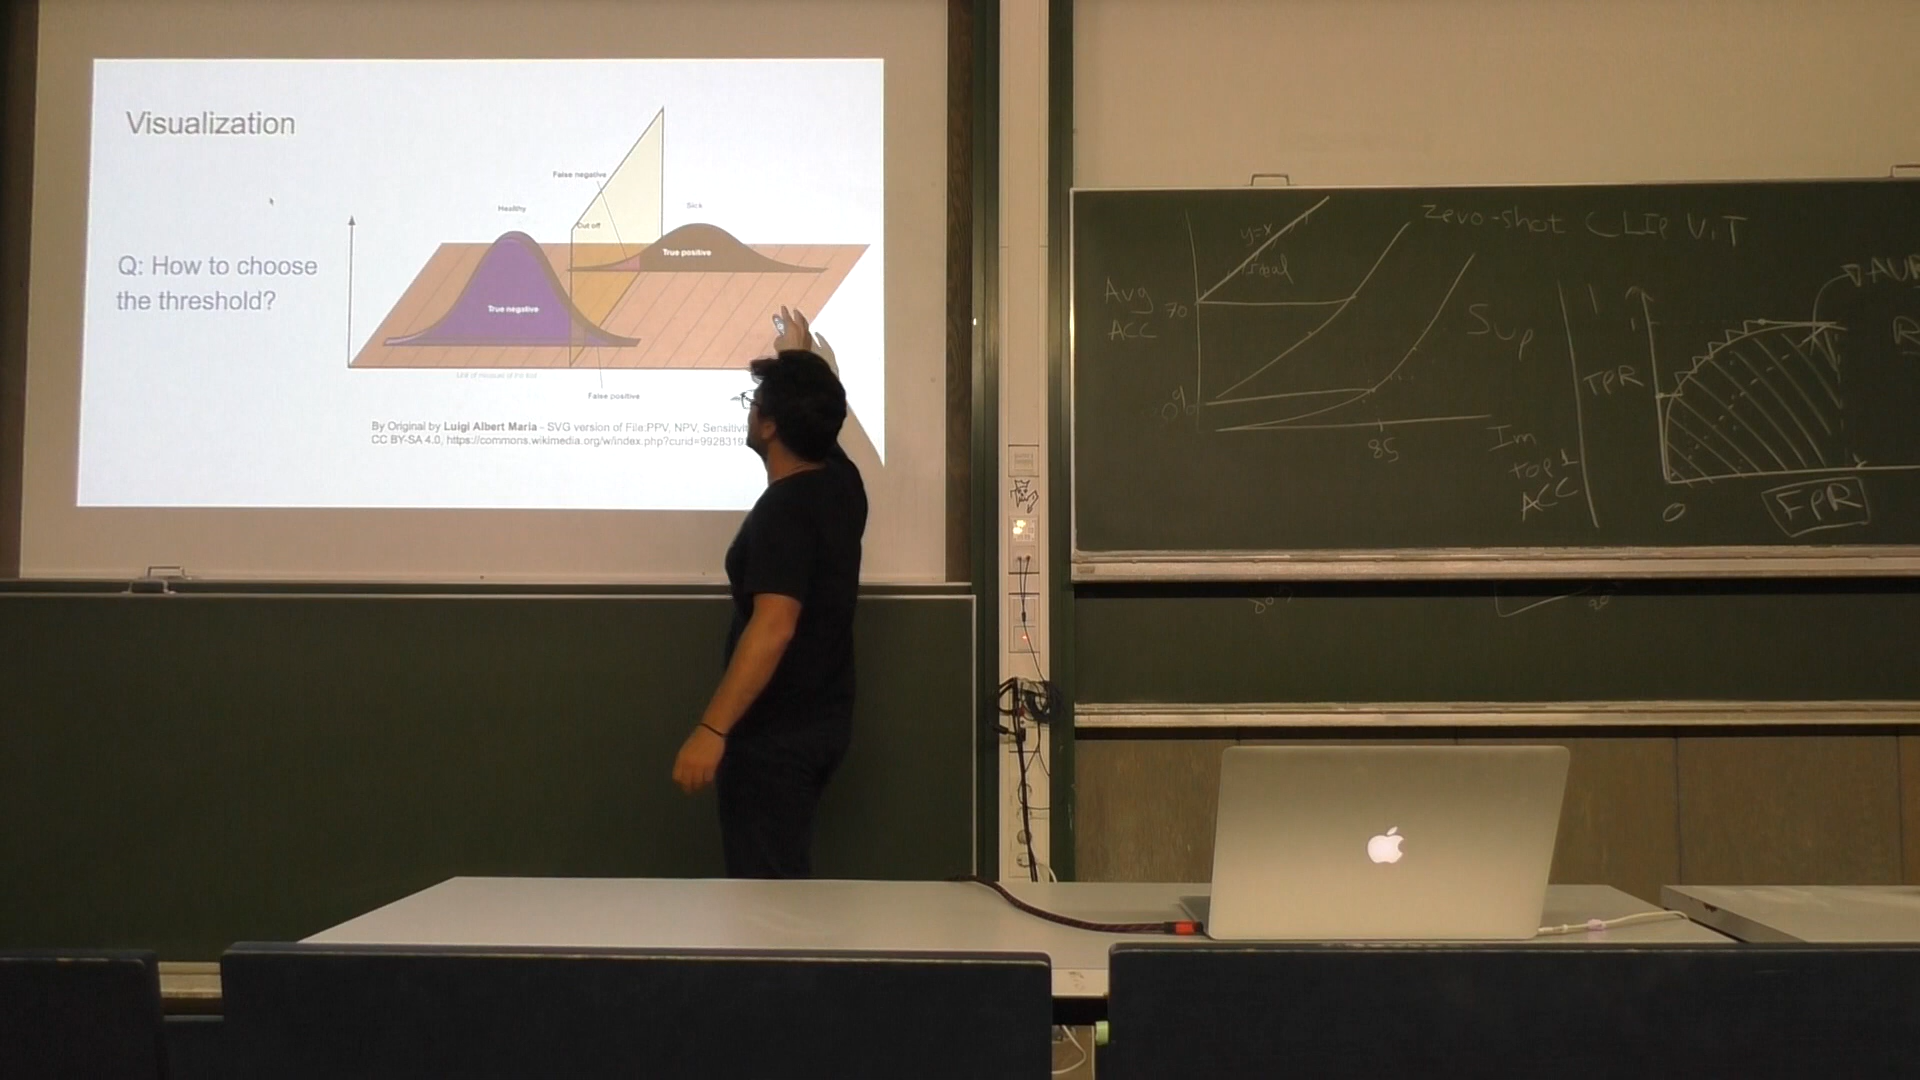 Visualization
Q: How to choose
the threshold?
False negative
Healthy
Sick
Cut off
True positive
True negative
False positive
By Original by Luigi Albert Maria - SVG version of File:PPV, NPV,
CC BY-SA 4.0, https://commons.wikimedia.org/w/index.php?curid=9928319
y=x
ideal
zero-shot CLIP ViT
Avg
ACC
70
Sup
85
Im
top 1
ACC
1
TPR
0
FPR